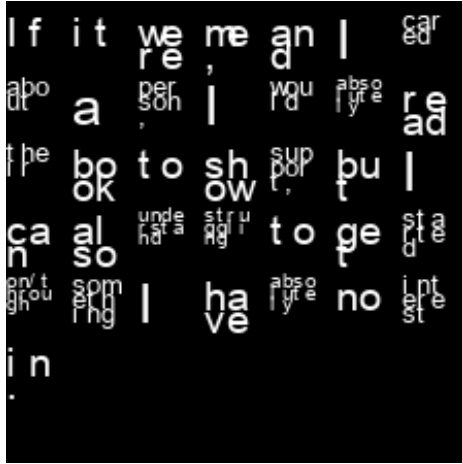 If it were me, and I cared
about a person, I would absolutely read
their book to show support, but I
can also understand struggling to get started
on/through something I have absolutely no interest
in.